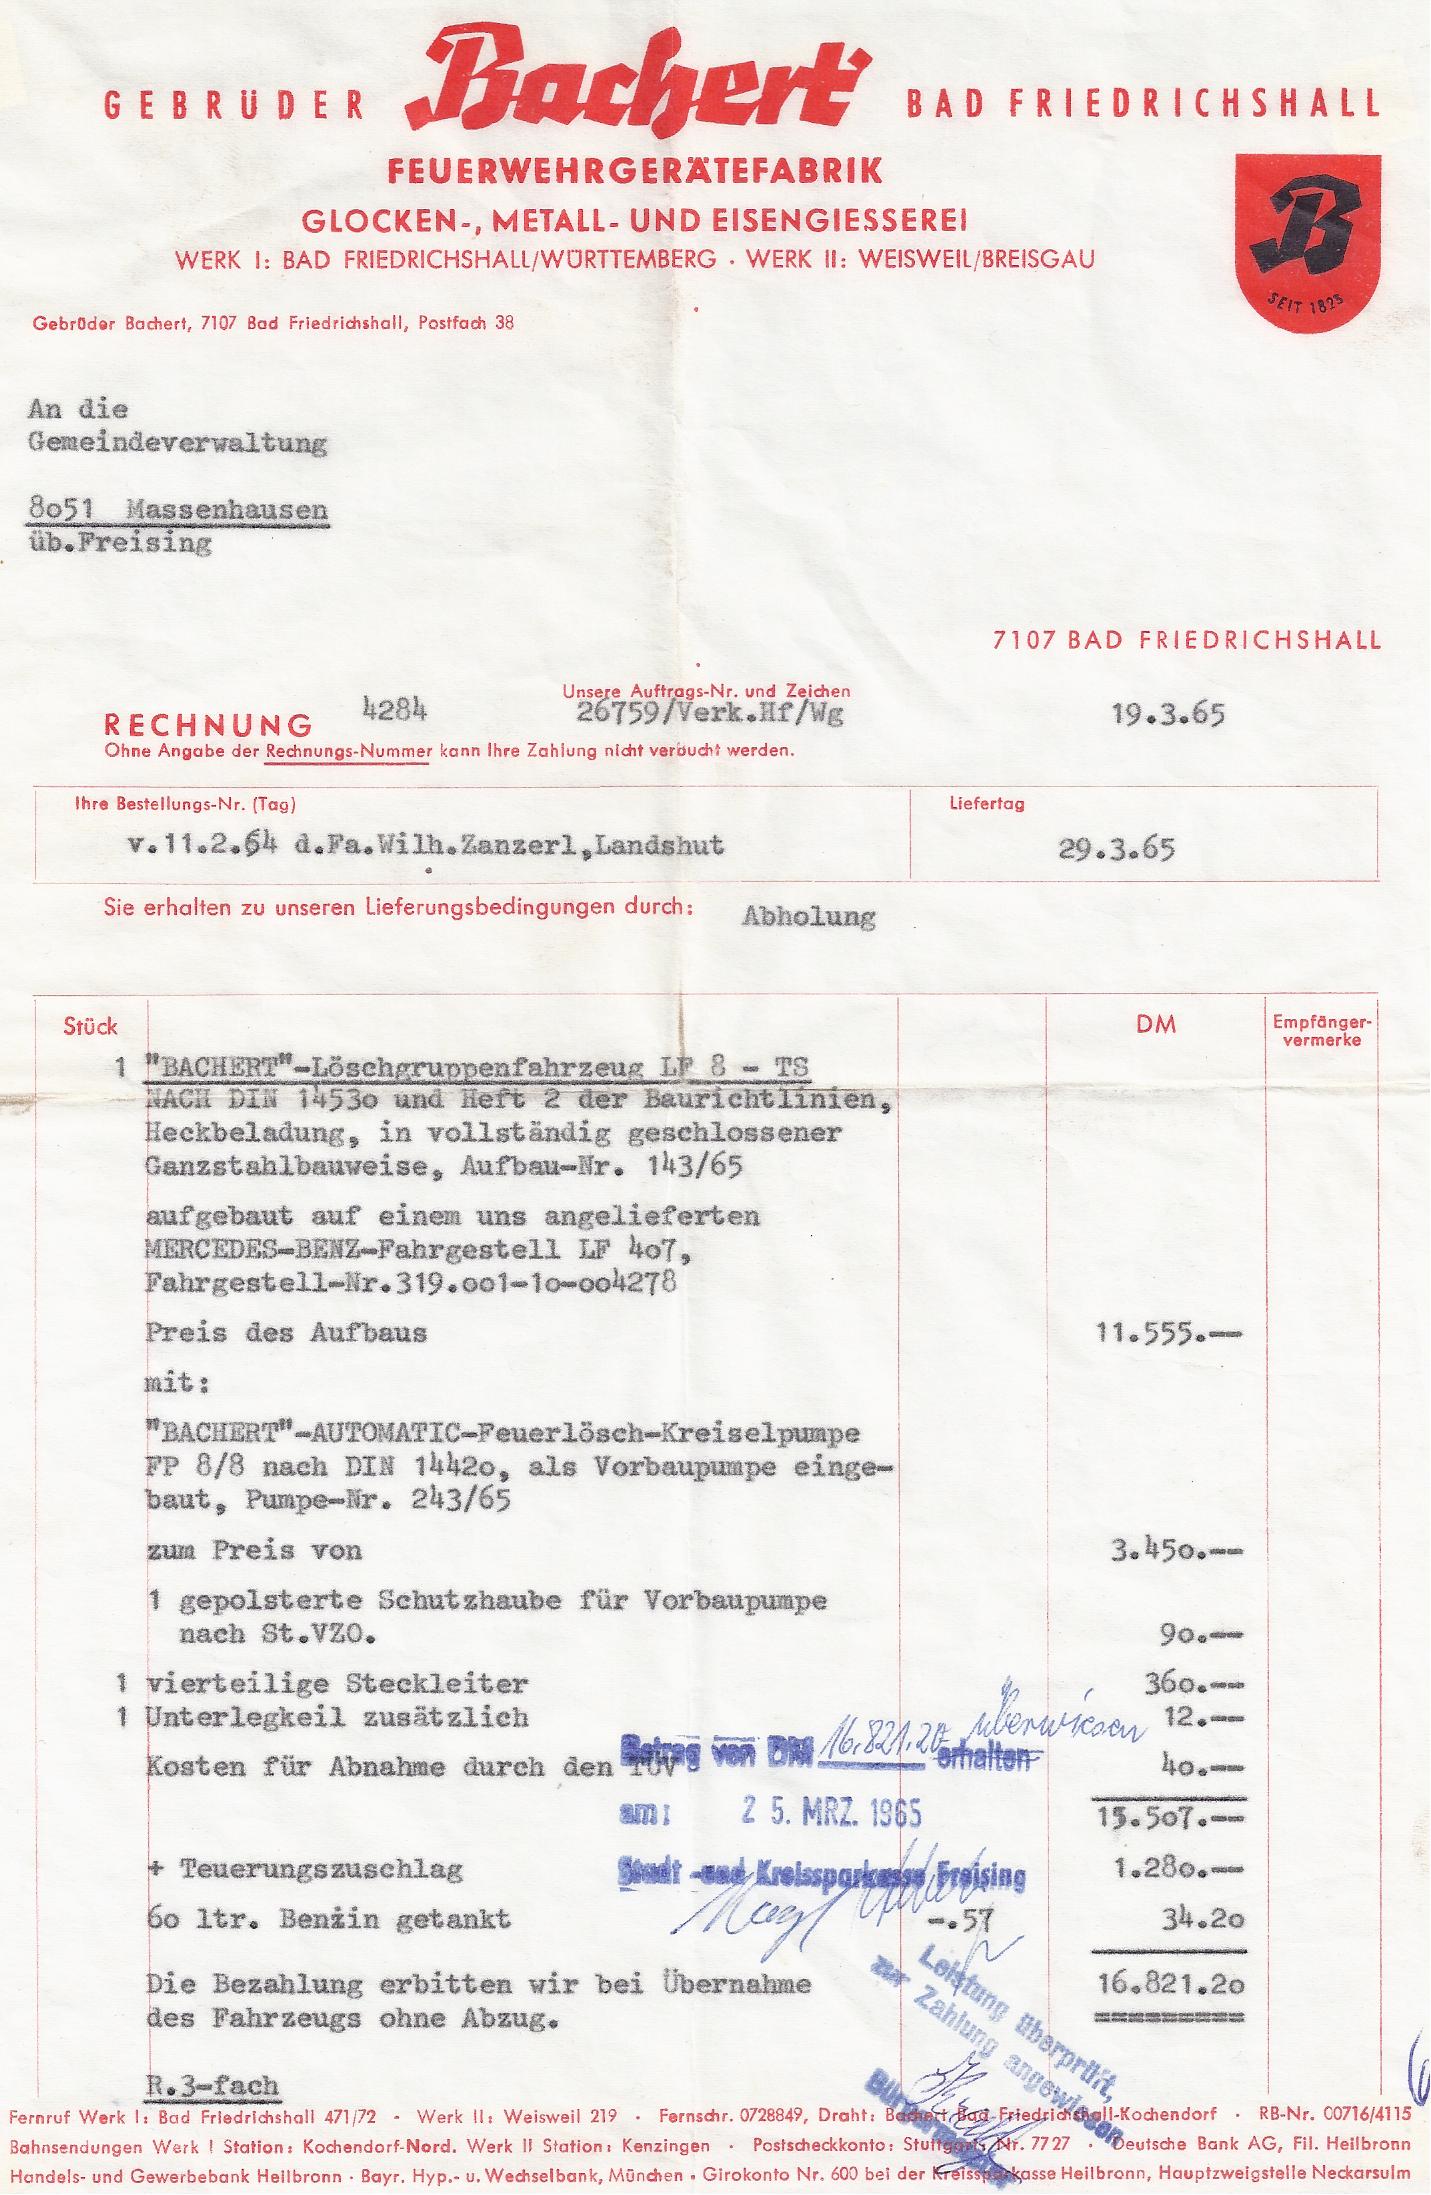 GEBRÜDER Bachert BAD FRIEDRICHSHALL
FEUERWEHRGERÄTEFABRIK
GLOCKEN-, METALL- UND EISENGIESSEREI
WERK I: BAD FRIEDRICHSHALL/WÜRTTEMBERG · WERK II: WEISWEIL/BREISGAU
B
SEIT 1825
Gebrüder Bachert, 7107 Bad Friedrichshall, Postfach 38
An die
Gemeindeverwaltung
8o51 Massenhausen
üb.Freising
7107 BAD FRIEDRICHSHALL
Unsere Auftrags-Nr. und Zeichen
RECHNUNG 4284 26759/Verk.Hf/Wg 19.3.65
Ohne Angabe der Rechnungs-Nummer kann Ihre Zahlung nicht verbucht werden.
Ihre Bestellungs-Nr. (Tag) Liefertag
v.11.2.64 d.Fa.Wilh.Zanzerl,Landshut 29.3.65
Sie erhalten zu unseren Lieferungsbedingungen durch: Abholung
Stück DM Empfänger-
vermerke
1 "BACHERT"-Löschgruppenfahrzeug LF 8 - TS
NACH DIN 1453o und Heft 2 der Baurichtlinien,
Heckbeladung, in vollständig geschlossener
Ganzstahlbauweise, Aufbau-Nr. 143/65
aufgebaut auf einem uns angelieferten
MERCEDES-BENZ-Fahrgestell LF 4o7,
Fahrgestell-Nr.319.oo1-1o-oo4278
Preis des Aufbaus 11.555.--
mit:
"BACHERT"-AUTOMATIC-Feuerlösch-Kreiselpumpe
FP 8/8 nach DIN 1442o, als Vorbaupumpe einge-
baut, Pumpe-Nr. 243/65
zum Preis von 3.45o.--
1 gepolsterte Schutzhaube für Vorbaupumpe
nach St.VZO. 9o.--
1 vierteilige Steckleiter 36o.--
1 Unterlegkeil zusätzlich 12.--
überwiesen
Betrag von DM 16.821.20 erhalten
Kosten für Abnahme durch den TÜV 4o.--
am: 25. MRZ. 1965
15.5o7.--
+ Teuerungszuschlag 1.28o.--
Stadt- und Kreissparkasse Freising
6o ltr. Benzin getankt -.57 34.2o
Die Bezahlung erbitten wir bei Übernahme 16.821.2o
des Fahrzeugs ohne Abzug.
Leistung überprüft,
zur Zahlung angewiesen
Bürgermeister
R.3-fach
Fernruf Werk I: Bad Friedrichshall 471/72 · Werk II: Weisweil 219 · Fernschr. 0728849, Draht: Bachert Bad-Friedrichshall-Kochendorf · RB-Nr. 00716/4115
Bahnsendungen Werk I Station: Kochendorf-Nord. Werk II Station: Kenzingen · Postscheckkonto: Stuttgart Nr. 7727 · Deutsche Bank AG, Fil. Heilbronn
Handels- und Gewerbebank Heilbronn · Bayr. Hyp.- u. Wechselbank, München · Girokonto Nr. 600 bei der Kreissparkasse Heilbronn, Hauptzweigstelle Neckarsulm